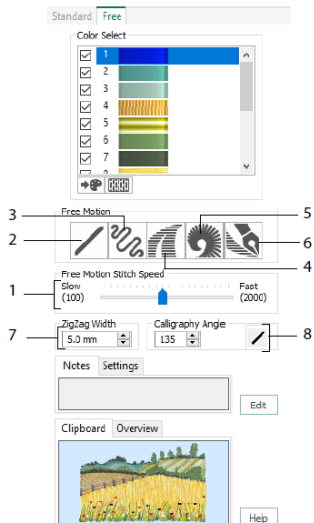 Standard Free
Color Select
1
2
3
4
5
6
7
8
Free Motion
3
2
5
6
4
Free Motion Stitch Speed
1
Slow Fast
(100) (2000)
ZigZag Width Calligraphy Angle
7 5.0 mm 135 8
Notes Settings
Edit
Clipboard Overview
Help